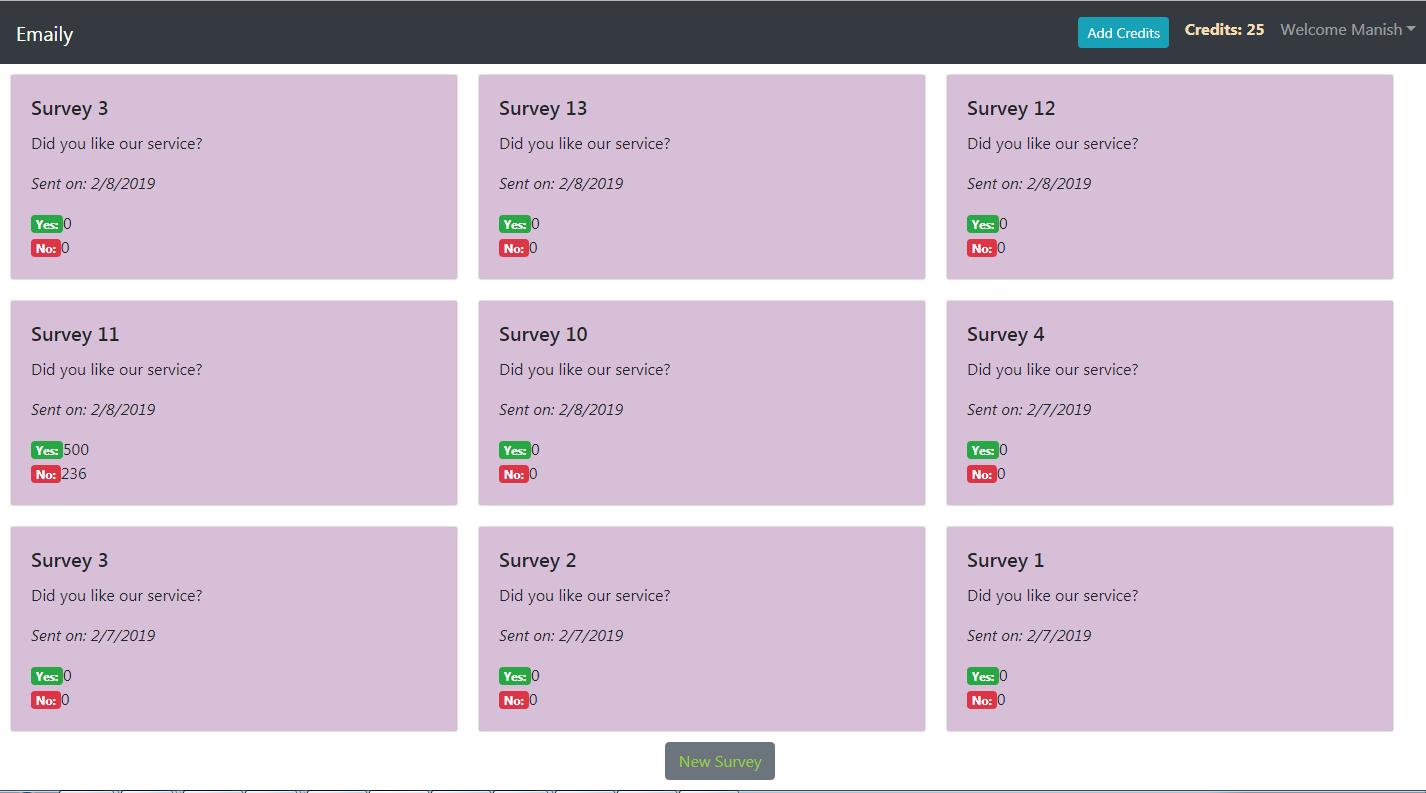 Emaily
Add Credits
Credits: 25
Welcome Manish
Survey 3
Did you like our service?
Sent on: 2/8/2019
Yes:0
No:0
Survey 13
Did you like our service?
Sent on: 2/8/2019
Yes:0
No:0
Survey 12
Did you like our service?
Sent on: 2/8/2019
Yes:0
No:0
Survey 11
Did you like our service?
Sent on: 2/8/2019
Yes:500
No:236
Survey 10
Did you like our service?
Sent on: 2/8/2019
Yes:0
No:0
Survey 4
Did you like our service?
Sent on: 2/7/2019
Yes:0
No:0
Survey 3
Did you like our service?
Sent on: 2/7/2019
Yes:0
No:0
Survey 2
Did you like our service?
Sent on: 2/7/2019
Yes:0
No:0
Survey 1
Did you like our service?
Sent on: 2/7/2019
Yes:0
No:0
New Survey